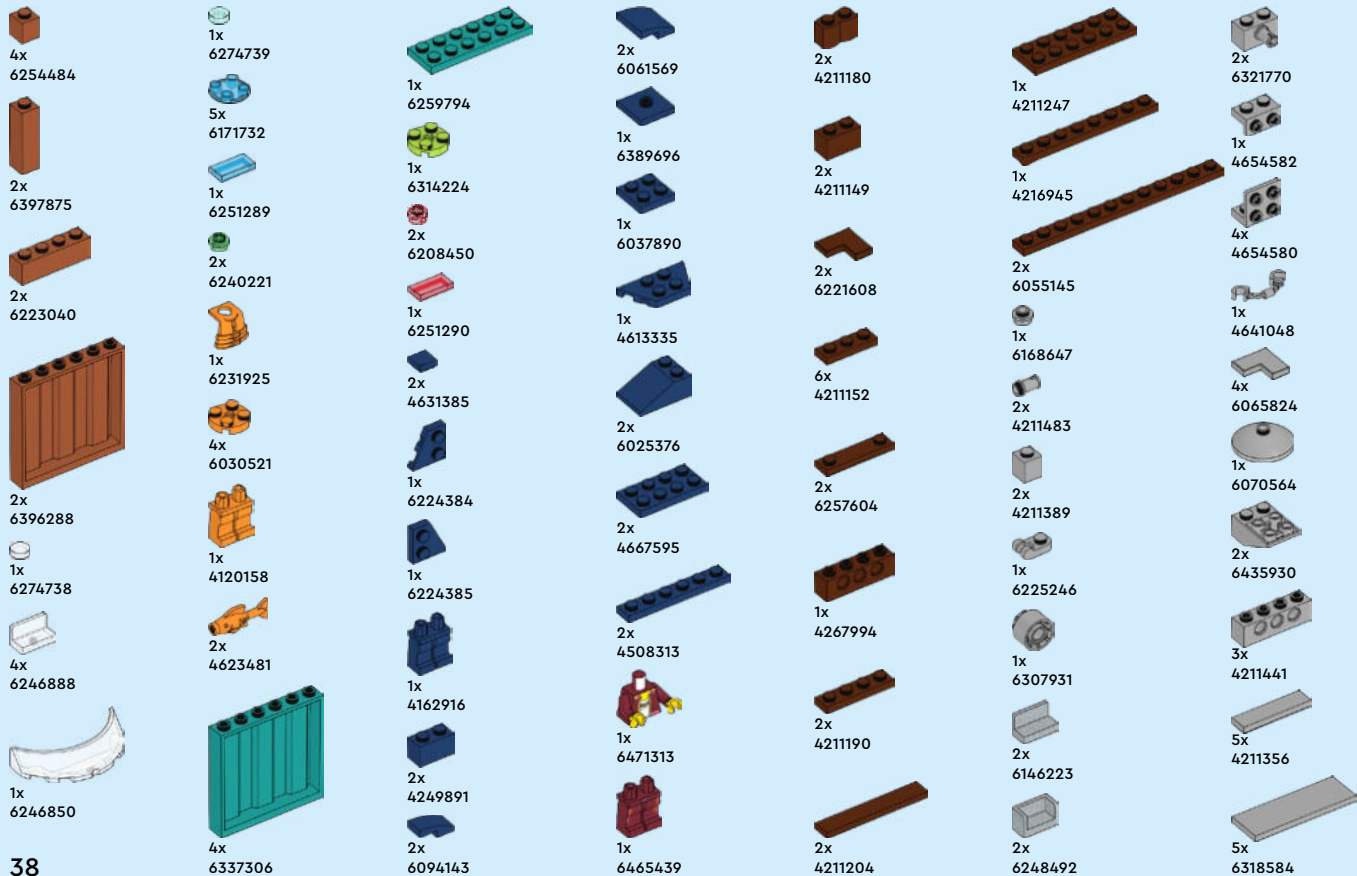 4x
6254484
2x
6397875
2x
6223040
2x
6396288
1x
6274738
4x
6246888
1x
6246850
38
1x
6274739
5x
6171732
1x
6251289
2x
6240221
1x
6231925
4x
6030521
1x
4120158
2x
4623481
4x
6337306
1x
6259794
1x
6314224
2x
6208450
1x
6251290
2x
4631385
1x
6224384
1x
6224385
1x
4162916
2x
4249891
2x
6094143
2x
6061569
1x
6389696
1x
6037890
1x
4613335
2x
6025376
2x
4667595
2x
4508313
1x
6471313
1x
6465439
2x
4211180
2x
4211149
2x
6221608
6x
4211152
2x
6257604
1x
4267994
2x
4211190
2x
4211204
1x
4211247
1x
4216945
2x
6055145
1x
6168647
2x
4211483
2x
4211389
1x
6225246
1x
6307931
2x
6146223
2x
6248492
2x
6321770
1x
4654582
4x
4654580
1x
4641048
4x
6065824
1x
6070564
2x
6435930
3x
4211441
5x
4211356
5x
6318584